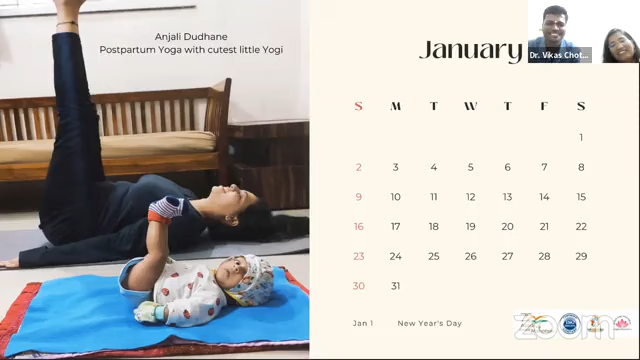 Anjali Dudhane
Postpartum Yoga with cutest little Yogi
January
Dr. Vikas Chot...
S M T W T F S
1
2 3 4 5 6 7 8
9 10 11 12 13 14 15
16 17 18 19 20 21 22
23 24 25 26 27 28 29
30 31
Jan 1 New Year's Day
zoom